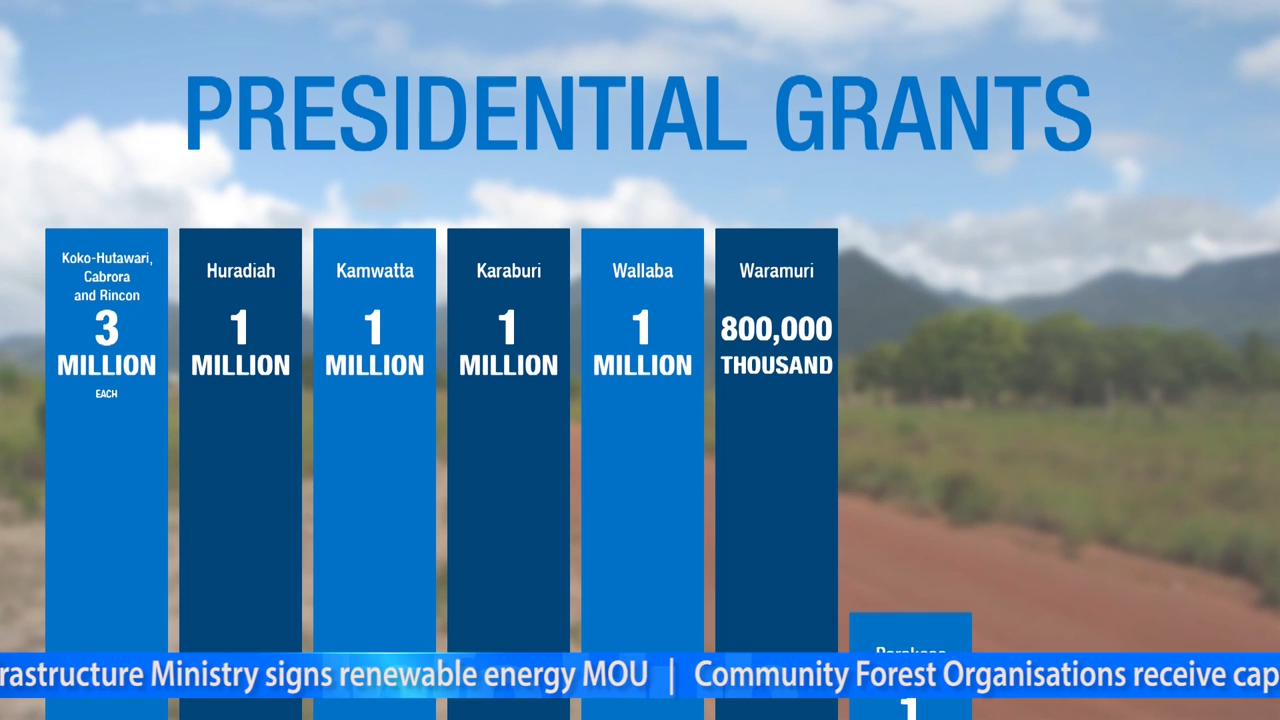 PRESIDENTIAL GRANTS
Koko-Hutawari,
Cabrora
and Rincon
3
MILLION
EACH
Huradiah
1
MILLION
Kamwatta
1
MILLION
Karaburi
1
MILLION
Wallaba
1
MILLION
Waramuri
800,000
THOUSAND
1
rastructure Ministry signs renewable energy MOU | Community Forest Organisations receive cap